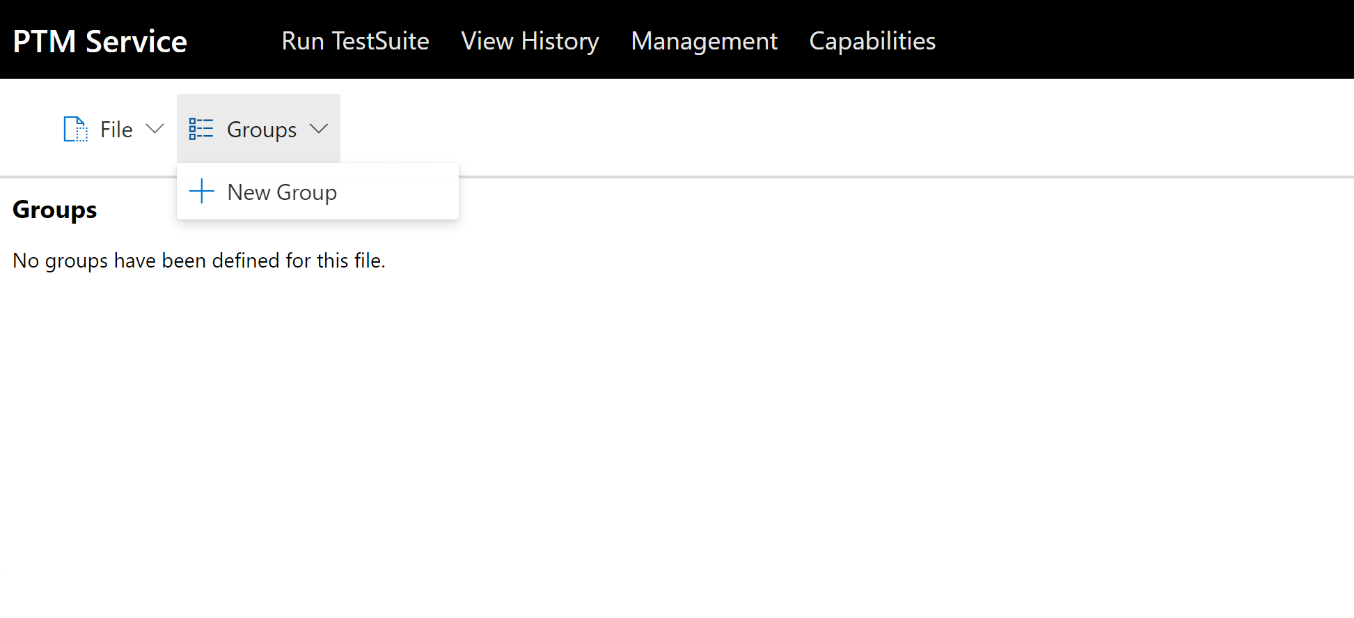 PTM Service Run TestSuite View History Management Capabilities
File Groups
New Group
Groups
No groups have been defined for this file.